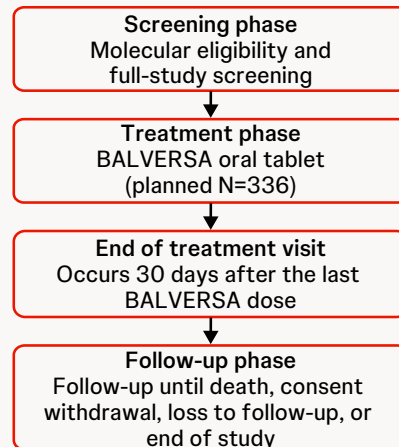 Screening phase
Molecular eligibility and
full-study screening
Treatment phase
BALVERSA oral tablet
(planned N=336)
End of treatment visit
Occurs 30 days after the last
BALVERSA dose
Follow-up phase
Follow-up until death, consent
withdrawal, loss to follow-up, or
end of study